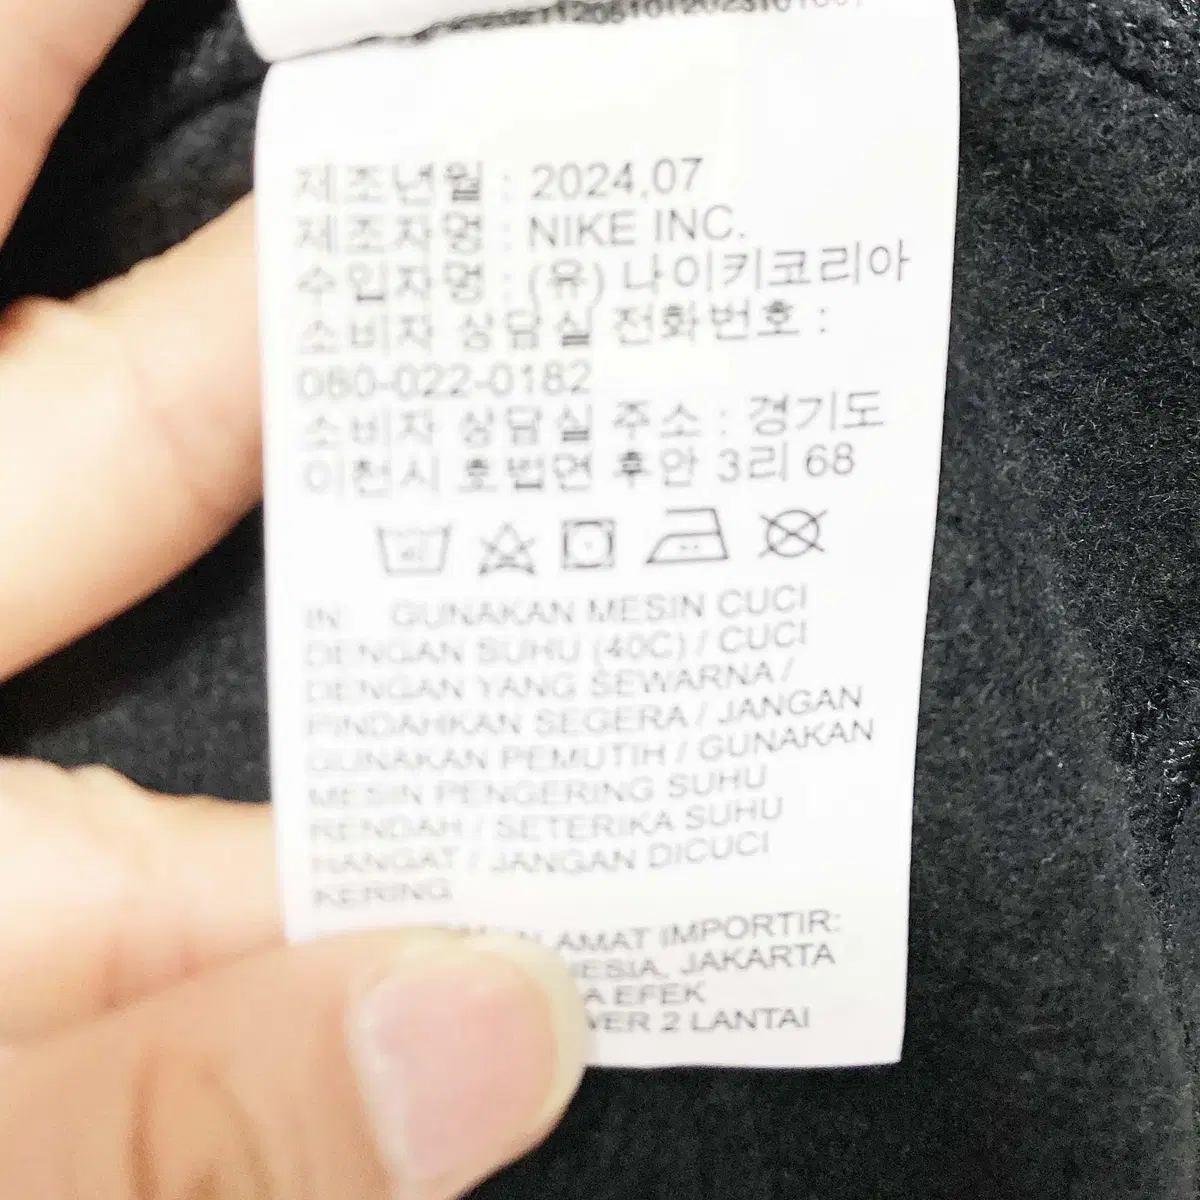 제조년월 : 2024.07
제조자명 : NIKE INC.
수입자명 : (유) 나이키코리아
소비자 상담실 전화번호 :
080-022-0182
소비자 상담실 주소 : 경기도
이천시 호법면 후안 3리 68
IN: GUNAKAN MESIN CUCI
DENGAN SUHU (40C) / CUCI
DENGAN YANG SEWARNA /
PINDAHKAN SEGERA / JANGAN
GUNAKAN PEMUTIH / GUNAKAN
MESIN PENGERING SUHU
RENDAH / SETERIKA SUHU
HANGAT / JANGAN DICUCI
KERING
AMAT IMPORTIR:
NESIA, JAKARTA
A EFEK
WER 2 LANTAI